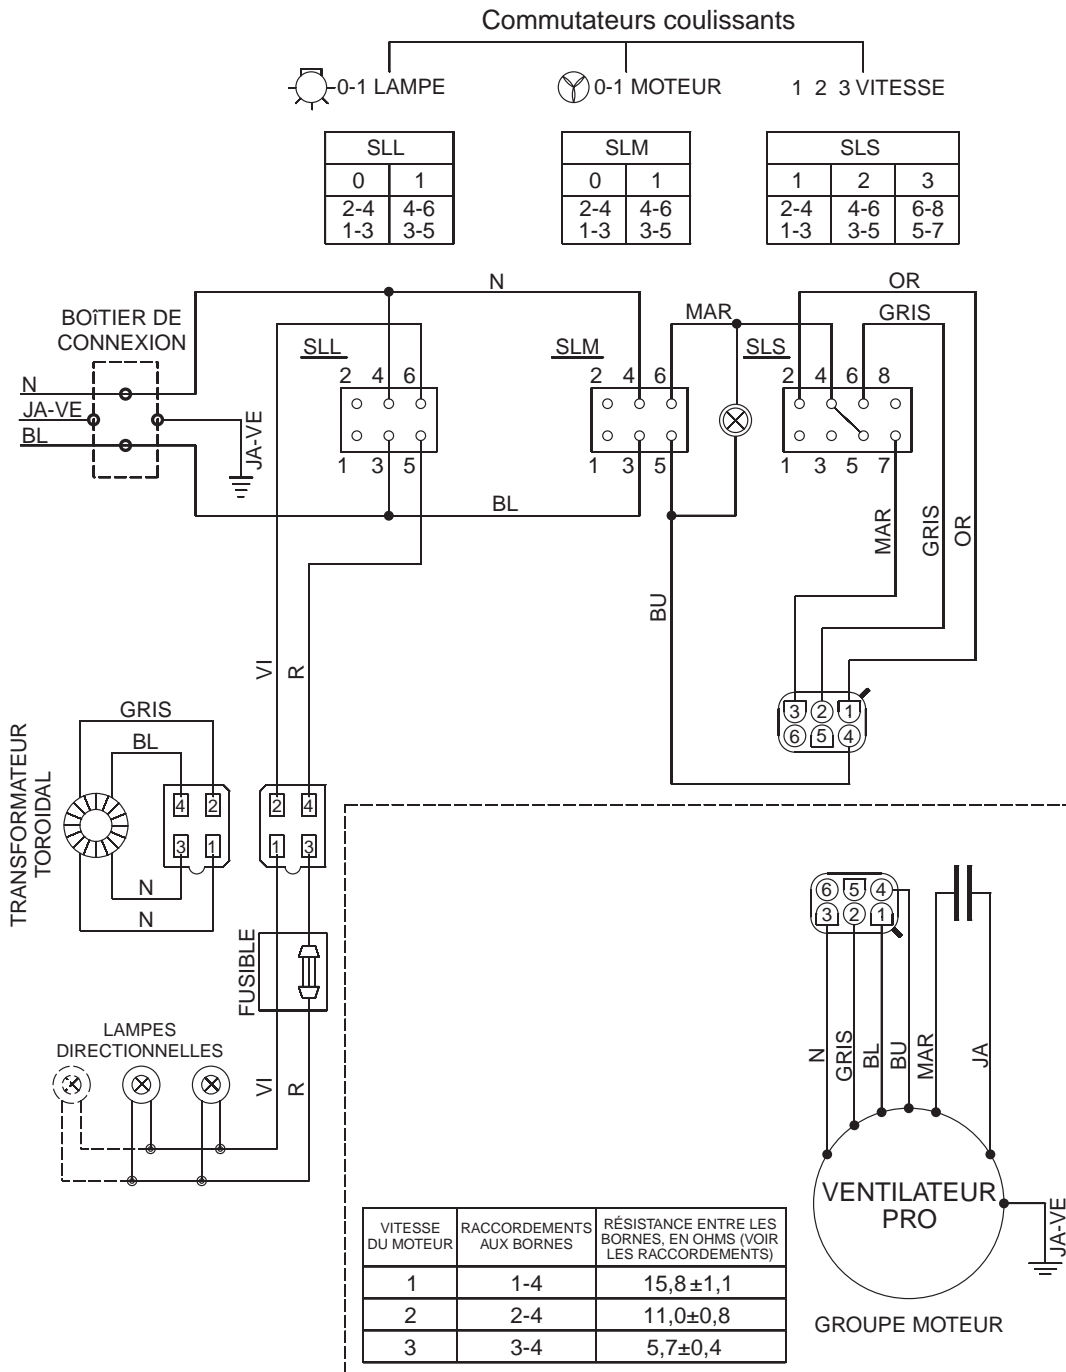 Commutateurs coulissants
0-1 LAMPE
0-1 MOTEUR
1 2 3 VITESSE
SLL
0 1
2-4 4-6
1-3 3-5
SLM
0 1
2-4 4-6
1-3 3-5
SLS
1 2 3
2-4 4-6 6-8
1-3 3-5 5-7
N
OR
BOîTIER DE
CONNEXION
MAR
GRIS
SLL
SLM
SLS
2 4 6
2 4 6
2 4 6 8
N
JA-VE
BL
JA-VE
1 3 5
1 3 5
1 3 5 7
BL
MAR
GRIS
OR
BU
VI
R
3 2 1
6 5 4
TRANSFORMATEUR
TOROIDAL
GRIS
BL
4 2
3 1
N
N
2 4
1 3
FUSIBLE
LAMPES
DIRECTIONNELLES
VI
R
6 5 4
3 2 1
N
GRIS
BL
BU
MAR
JA
VENTILATEUR
PRO
JA-VE
GROUPE MOTEUR
VITESSE
DU MOTEUR
RACCORDEMENTS
AUX BORNES
RÉSISTANCE ENTRE LES
BORNES, EN OHMS (VOIR
LES RACCORDEMENTS)
1 1-4 15,8±1,1
2 2-4 11,0±0,8
3 3-4 5,7±0,4